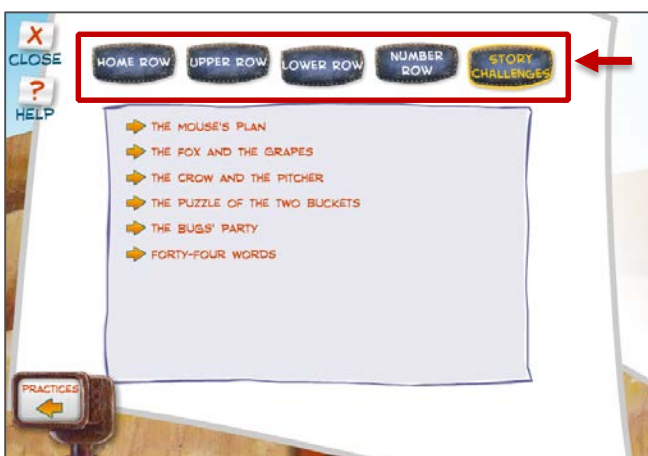 X
CLOSE
?
HELP
HOME ROW
UPPER ROW
LOWER ROW
NUMBER
ROW
STORY
CHALLENGES
THE MOUSE'S PLAN
THE FOX AND THE GRAPES
THE CROW AND THE PITCHER
THE PUZZLE OF THE TWO BUCKETS
THE BUGS' PARTY
FORTY-FOUR WORDS
PRACTICES